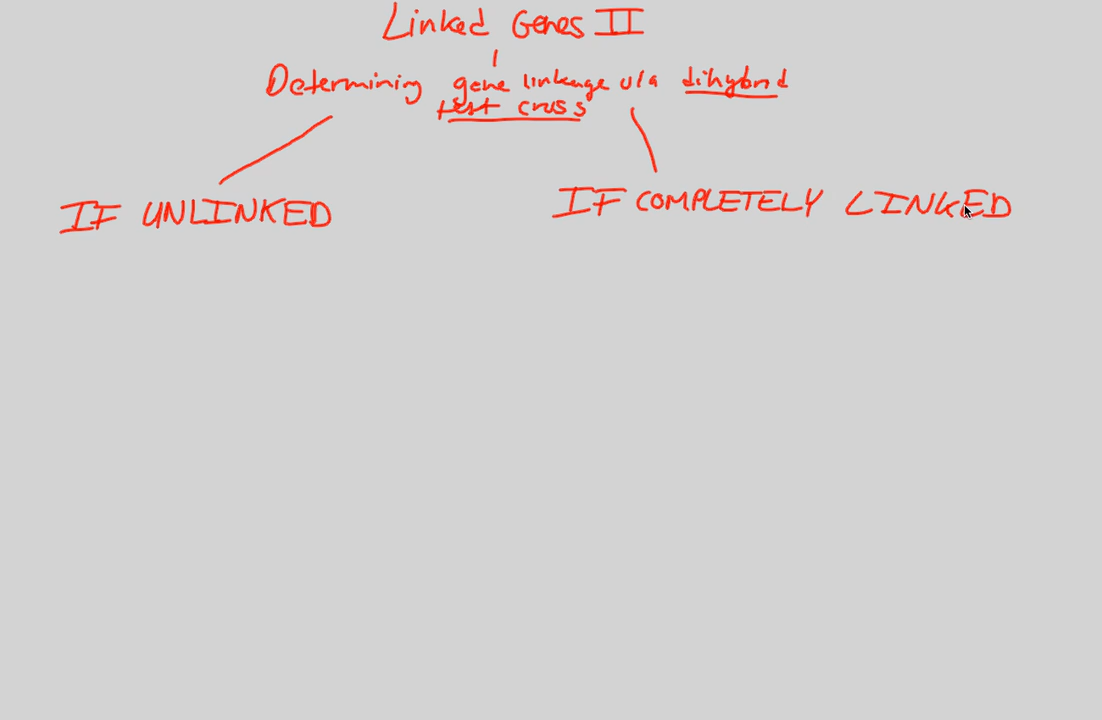 Linked Genes II
Determining gene linkage via dihybrid
test cross
IF UNLINKED
IF COMPLETELY LINKED